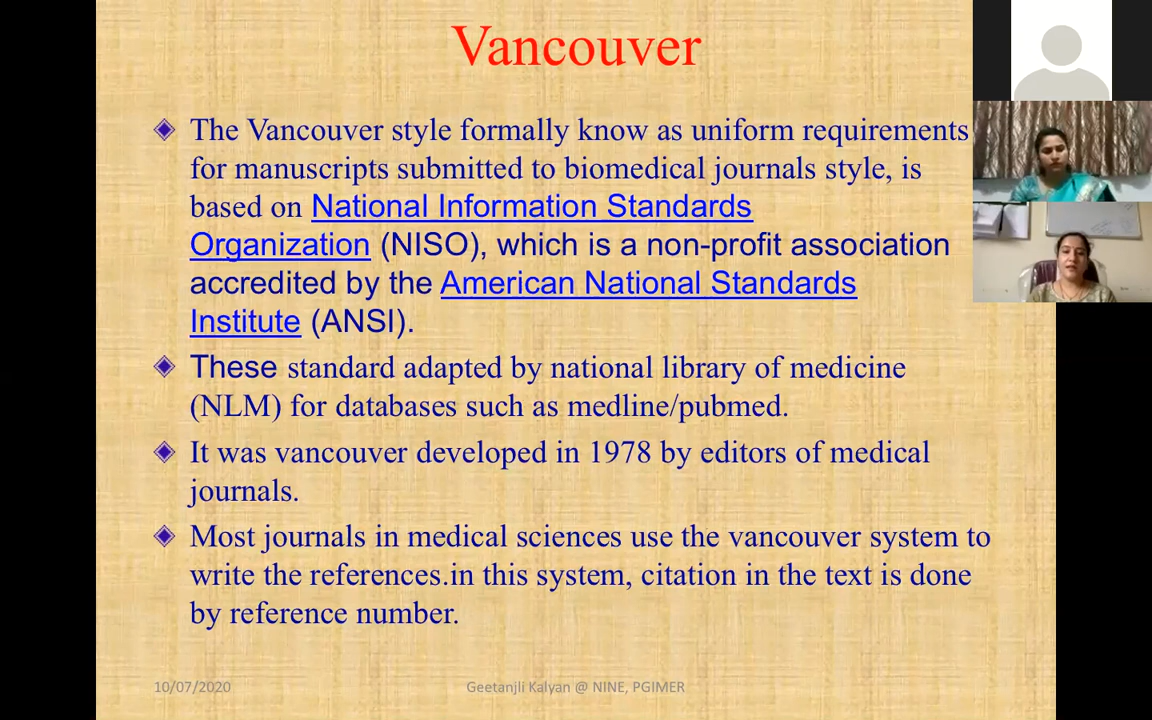 Vancouver
The Vancouver style formally know as uniform requirements
for manuscripts submitted to biomedical journals style, is
based on National Information Standards
Organization (NISO), which is a non-profit association
accredited by the American National Standards
Institute (ANSI).
These standard adapted by national library of medicine
(NLM) for databases such as medline/pubmed.
It was vancouver developed in 1978 by editors of medical
journals.
Most journals in medical sciences use the vancouver system to
write the references.in this system, citation in the text is done
by reference number.
10/07/2020 Geetanjli Kalyan @ NINE, PGIMER